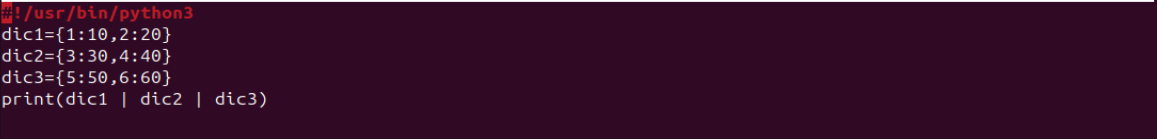 #!/usr/bin/python3
dic1={1:10,2:20}
dic2={3:30,4:40}
dic3={5:50,6:60}
print(dic1 | dic2 | dic3)